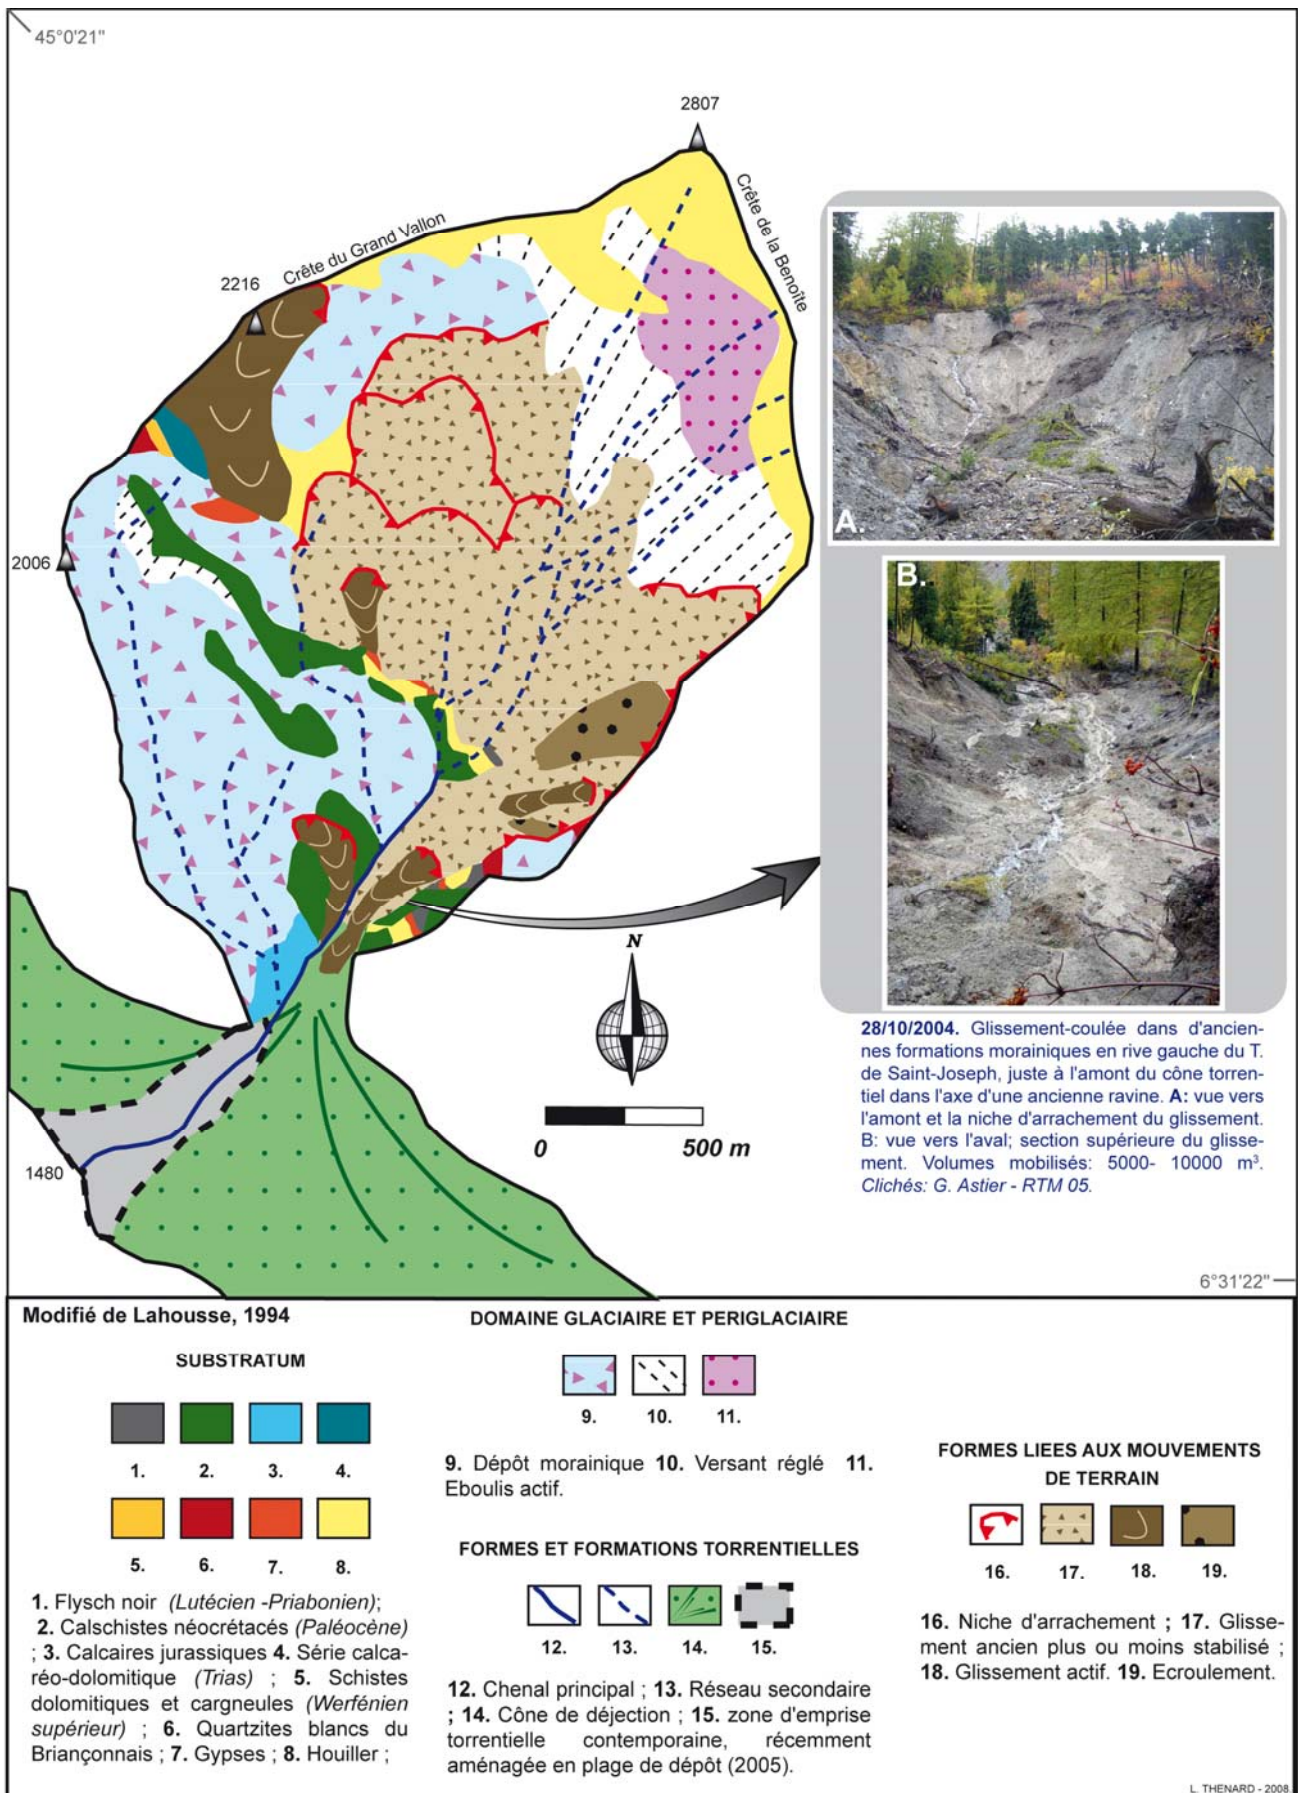 45°0'21"
2807
Crête de la Benoîte
Crête du Grand Vallon
2216
2006
A.
B.
N
0 500 m
1480
28/10/2004. Glissement-coulée dans d'ancien-
nes formations morainiques en rive gauche du T.
de Saint-Joseph, juste à l'amont du cône torren-
tiel dans l'axe d'une ancienne ravine. A: vue vers
l'amont et la niche d'arrachement du glissement.
B: vue vers l'aval; section supérieure du glisse-
ment. Volumes mobilisés: 5000- 10000 m³.
Clichés: G. Astier - RTM 05.
6°31'22"
Modifié de Lahousse, 1994
SUBSTRATUM
1. 2. 3. 4.
5. 6. 7. 8.
1. Flysch noir (Lutécien -Priabonien);
2. Calschistes néocrétacés (Paléocène)
; 3. Calcaires jurassiques 4. Série calca-
réo-dolomitique (Trias) ; 5. Schistes
dolomitiques et cargneules (Werfénien
supérieur) ; 6. Quartzites blancs du
Briançonnais ; 7. Gypses ; 8. Houiller ;
DOMAINE GLACIAIRE ET PERIGLACIAIRE
9. 10. 11.
9. Dépôt morainique 10. Versant réglé 11.
Eboulis actif.
FORMES ET FORMATIONS TORRENTIELLES
12. 13. 14. 15.
12. Chenal principal ; 13. Réseau secondaire
; 14. Cône de déjection ; 15. zone d'emprise
torrentielle contemporaine, récemment
aménagée en plage de dépôt (2005).
FORMES LIEES AUX MOUVEMENTS
DE TERRAIN
16. 17. 18. 19.
16. Niche d'arrachement ; 17. Glisse-
ment ancien plus ou moins stabilisé ;
18. Glissement actif. 19. Ecroulement.
L. THENARD - 2008